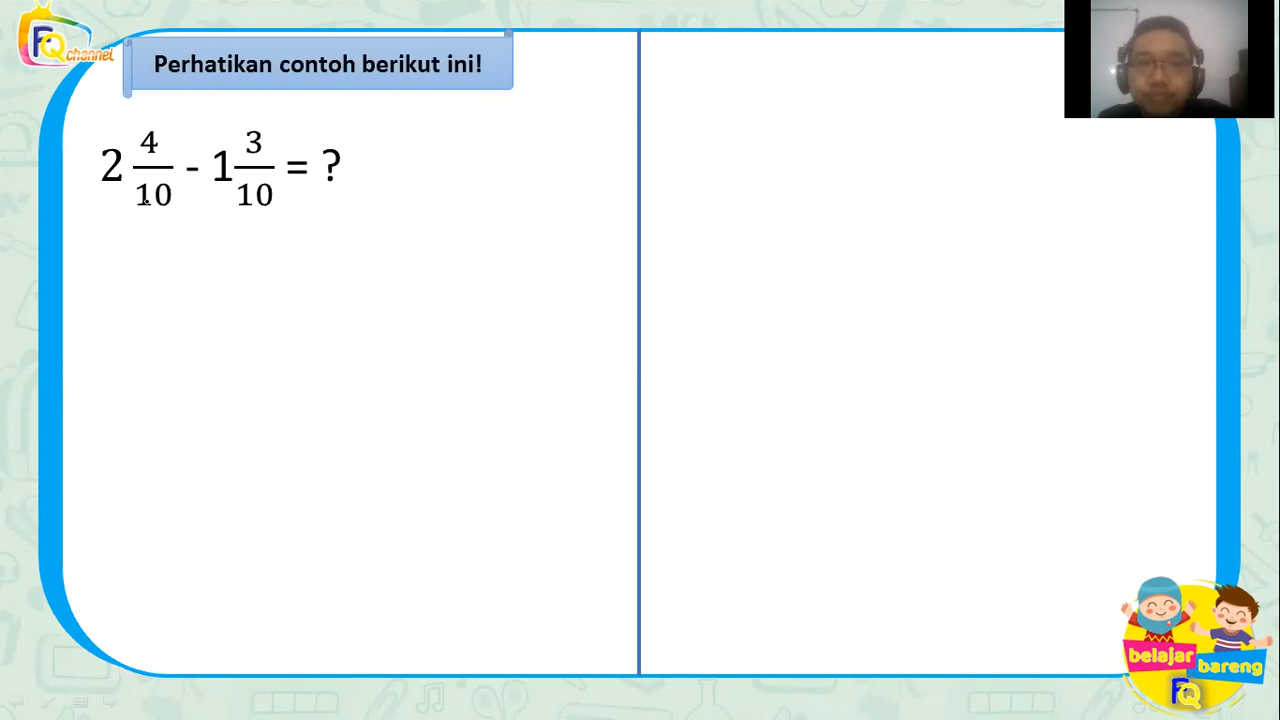 FQ channel
Perhatikan contoh berikut ini!
2 4/10 - 1 3/10 = ?
belajar
bareng
FQ